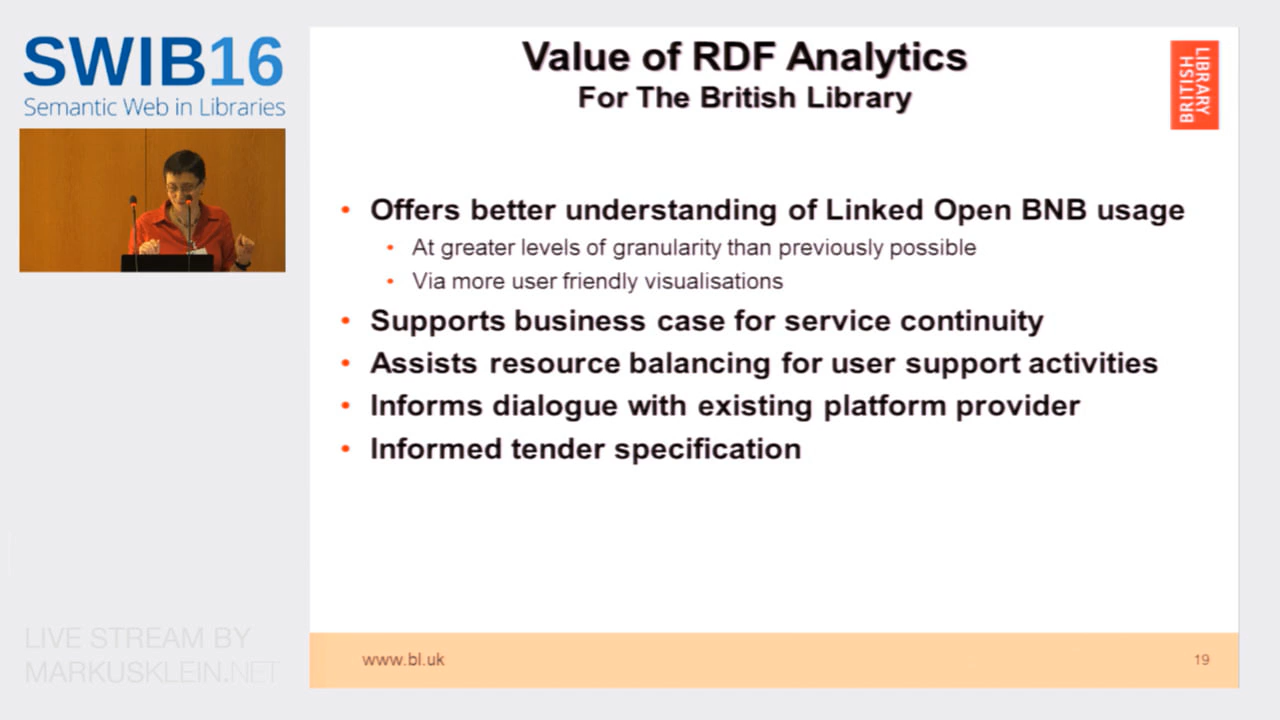 SWIB16
Semantic Web in Libraries
Value of RDF Analytics
For The British Library
LIBRARY
BRITISH
• Offers better understanding of Linked Open BNB usage
• At greater levels of granularity than previously possible
• Via more user friendly visualisations
• Supports business case for service continuity
• Assists resource balancing for user support activities
• Informs dialogue with existing platform provider
• Informed tender specification
LIVE STREAM BY
MARKUSKLEIN.NET
www.bl.uk
19